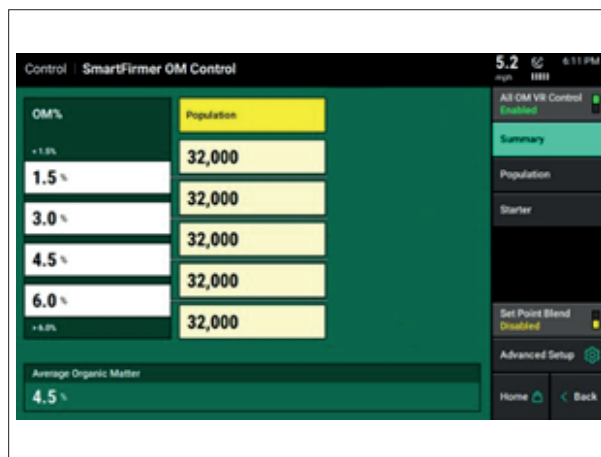 Control | SmartFirmer OM Control
5.2 mph
6:11 PM
OM%
Population
< 1.5%
32,000
1.5 %
32,000
3.0 %
32,000
4.5 %
32,000
6.0 %
> 6.0%
32,000
Average Organic Matter
4.5 %
All OM VR Control
Enabled
Summary
Population
Starter
Set Point Blend
Disabled
Advanced Setup
Home
< Back